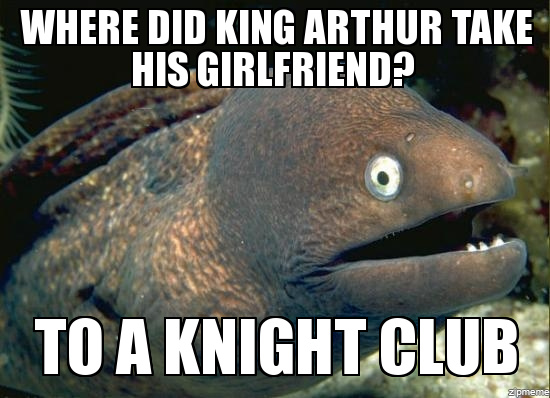 WHERE DID KING ARTHUR TAKE
HIS GIRLFRIEND?
TO A KNIGHT CLUB
zipmeme